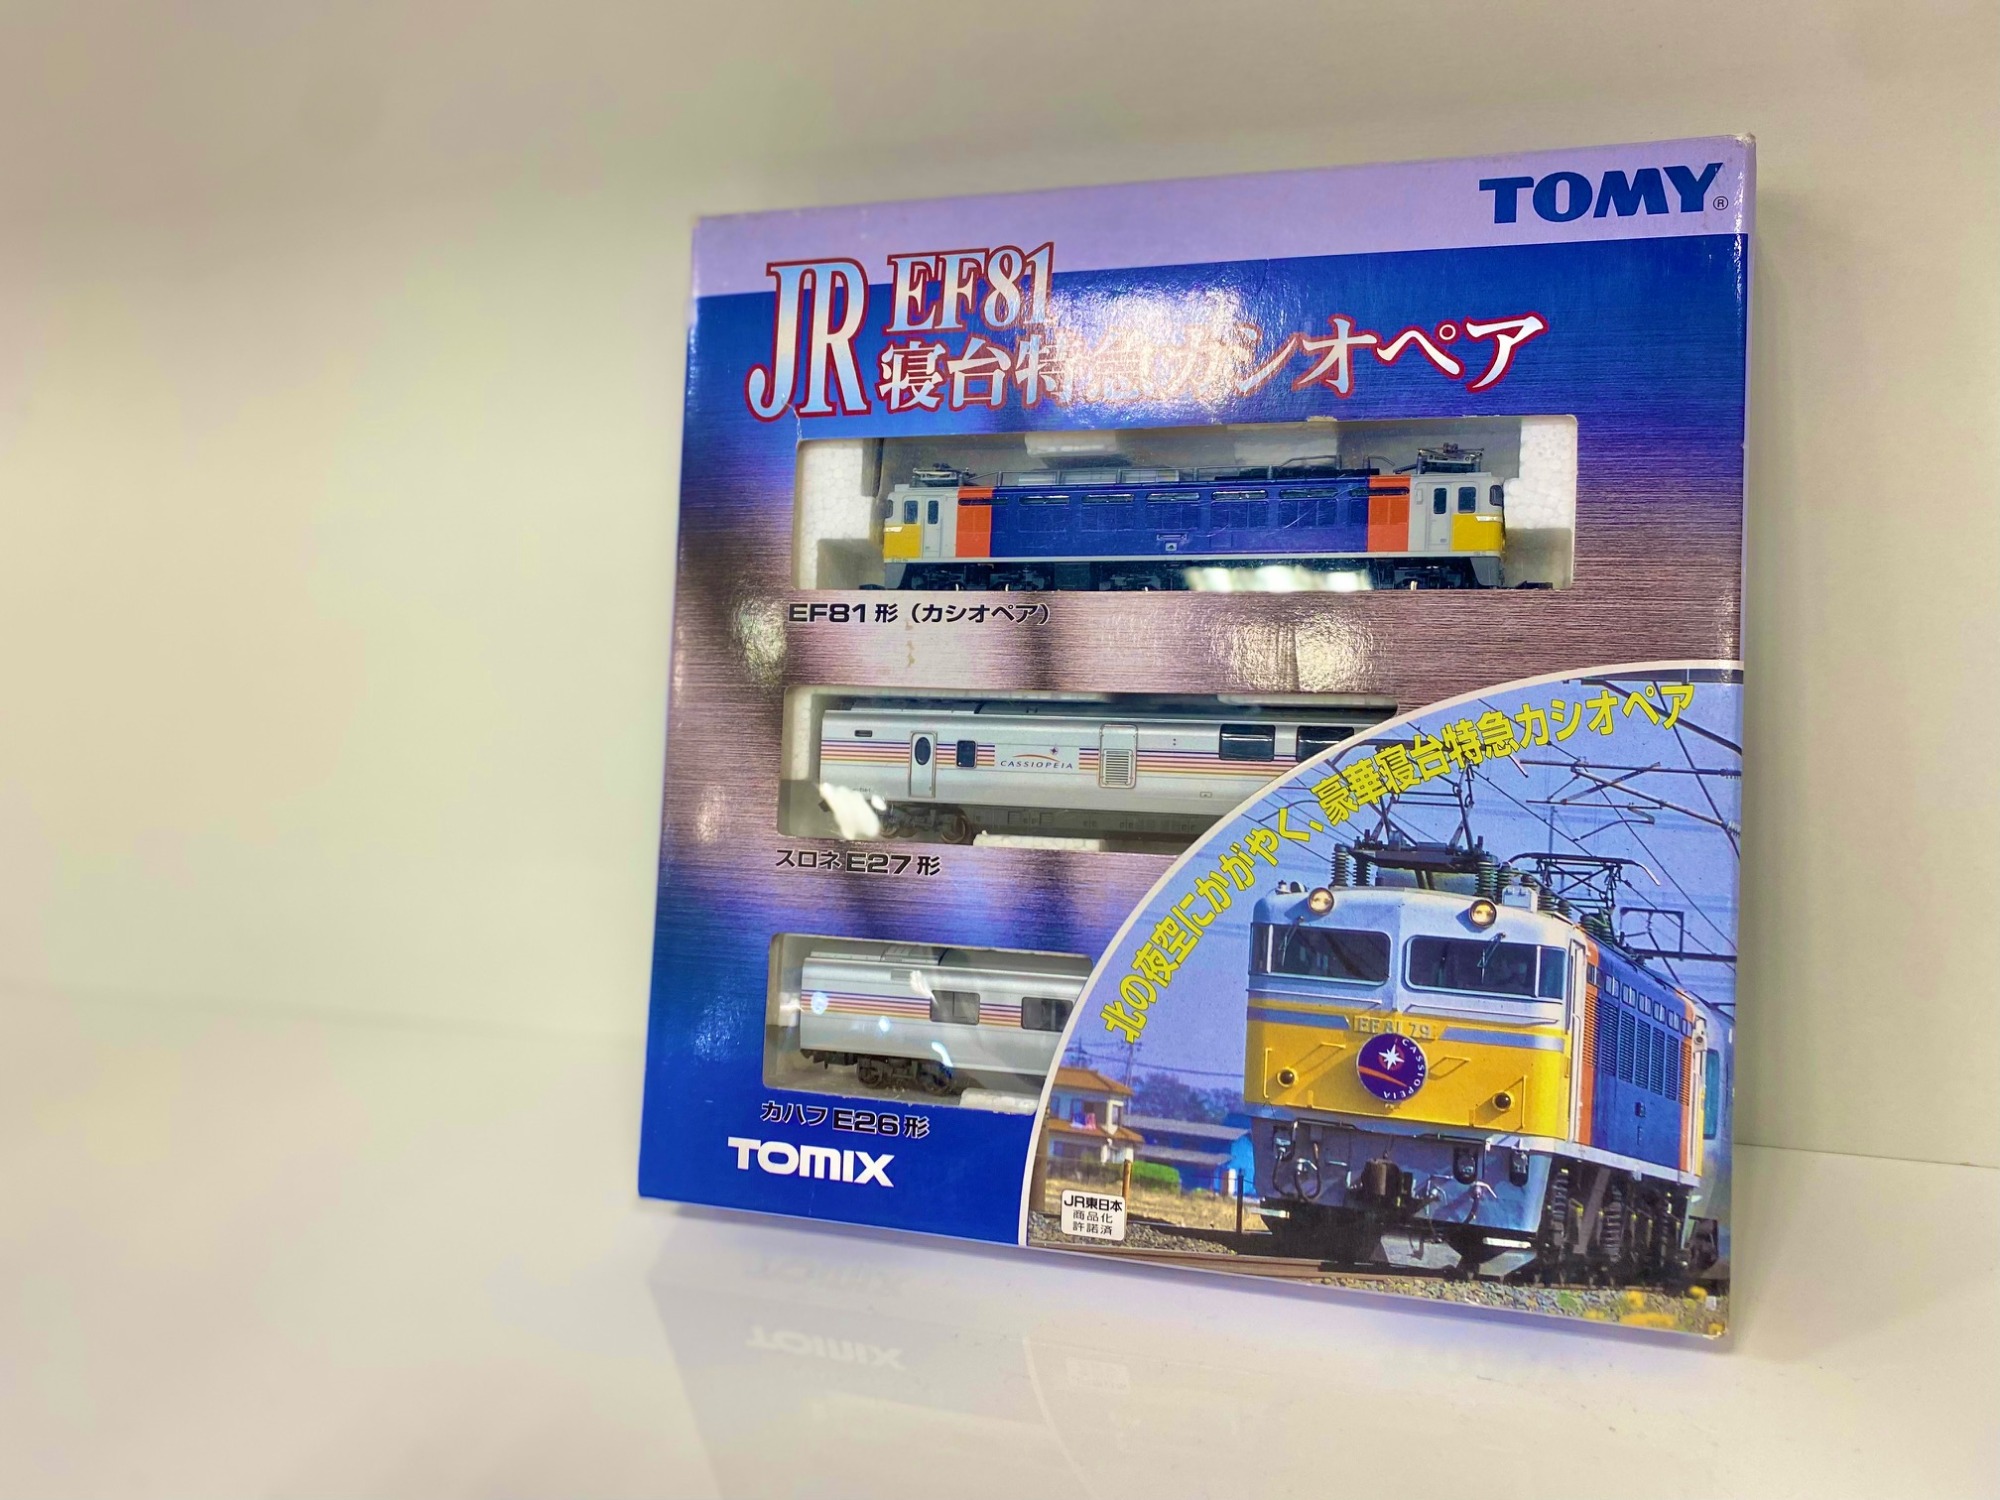 TOMY®
JR EF81
寝台特急カシオペア
EF81形（カシオペア）
CASSIOPEIA
スロネE27形
カハフE26形
TOMIX
北の夜空にかがやく、豪華寝台特急カシオペア
EF81 79
CASSIOPEIA
JR東日本
商品化
許諾済